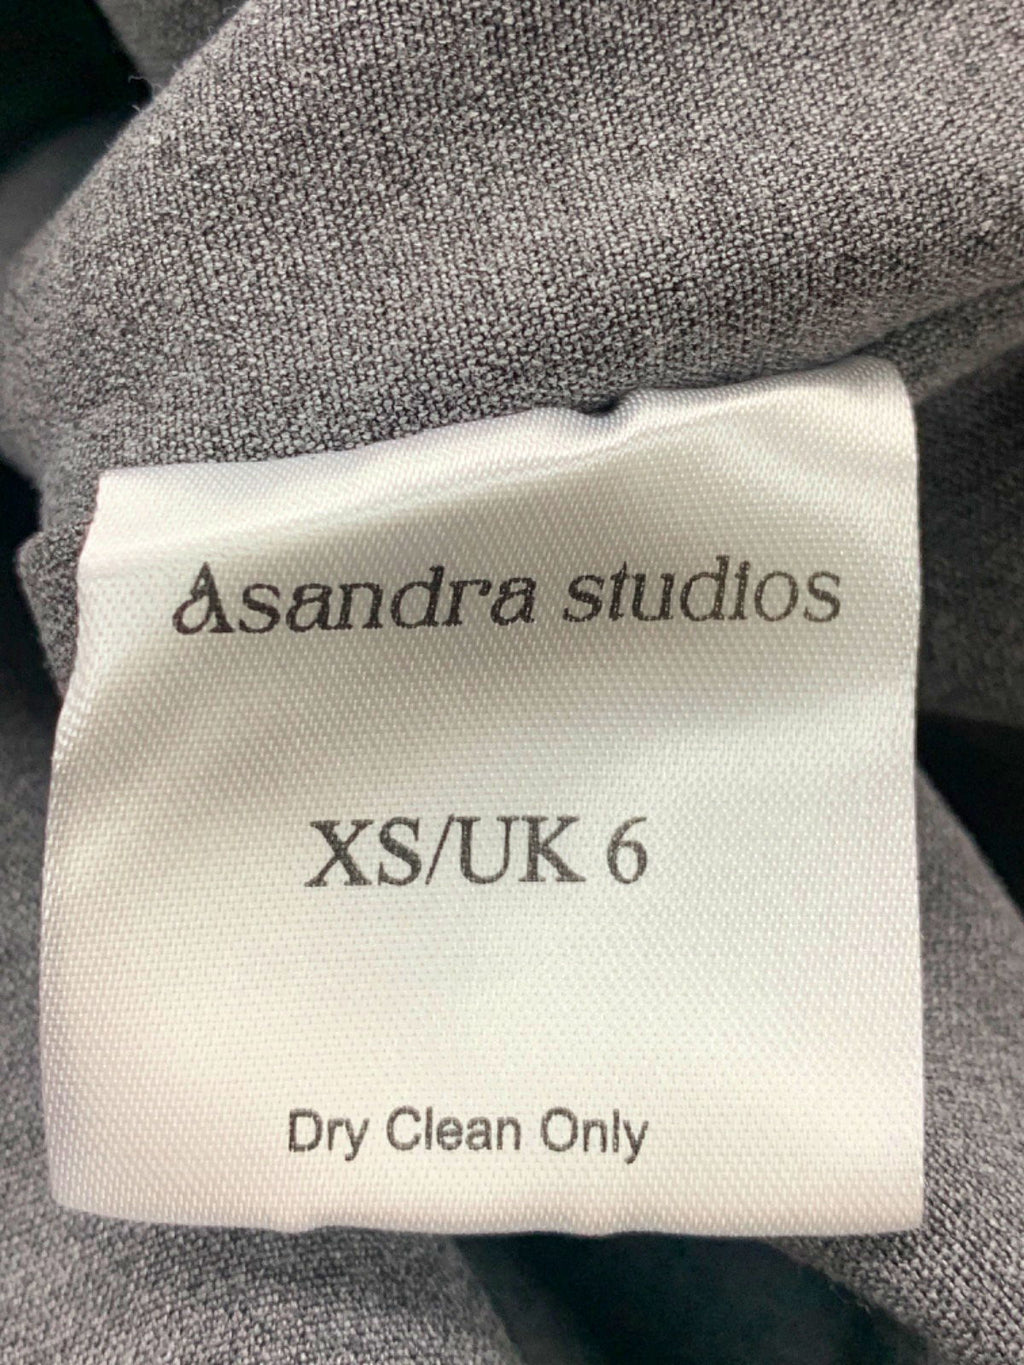 Asandra studios
XS/UK 6
Dry Clean Only